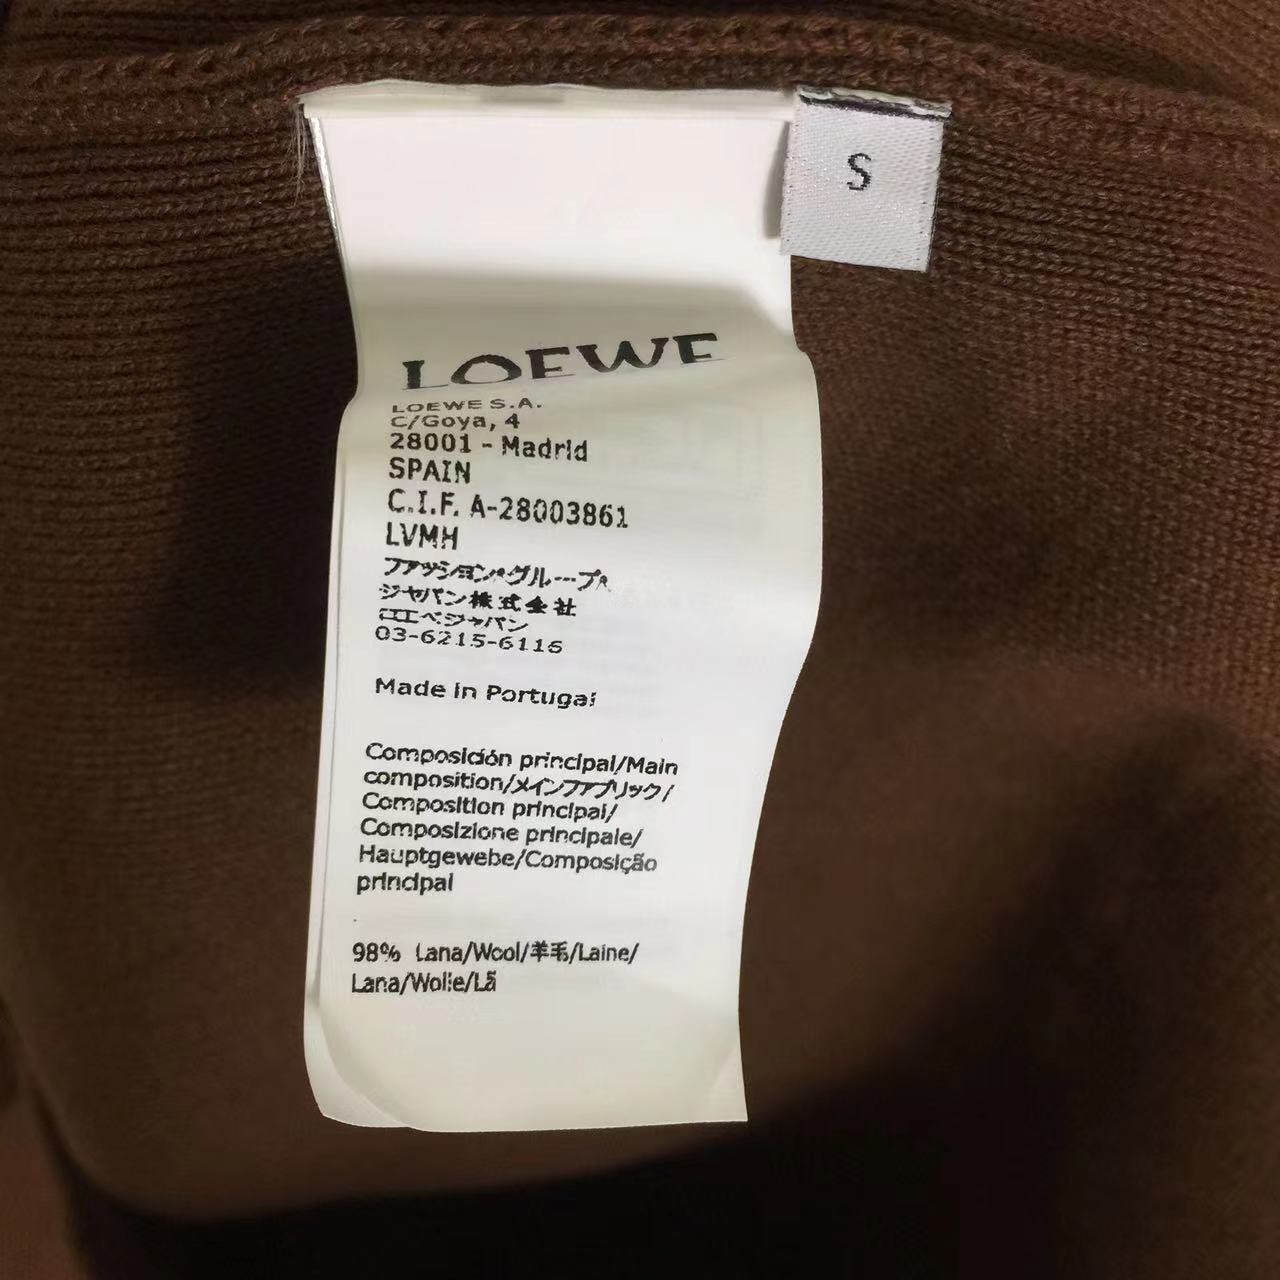 S
LOEWE
LOEWE S.A.
C/Goya, 4
28001 - Madrid
SPAIN
C.I.F. A-28003861
LVMH
ファッション・グループ
ジャパン株式会社
ロエベジャパン
03-6215-6116
Made in Portugal
Composición principal/Main
composition/メインファブリック/
Composition principal/
Composizione principale/
Hauptgewebe/Composição
principal
98% Lana/Wool/羊毛/Laine/
Lana/Wolle/Lã